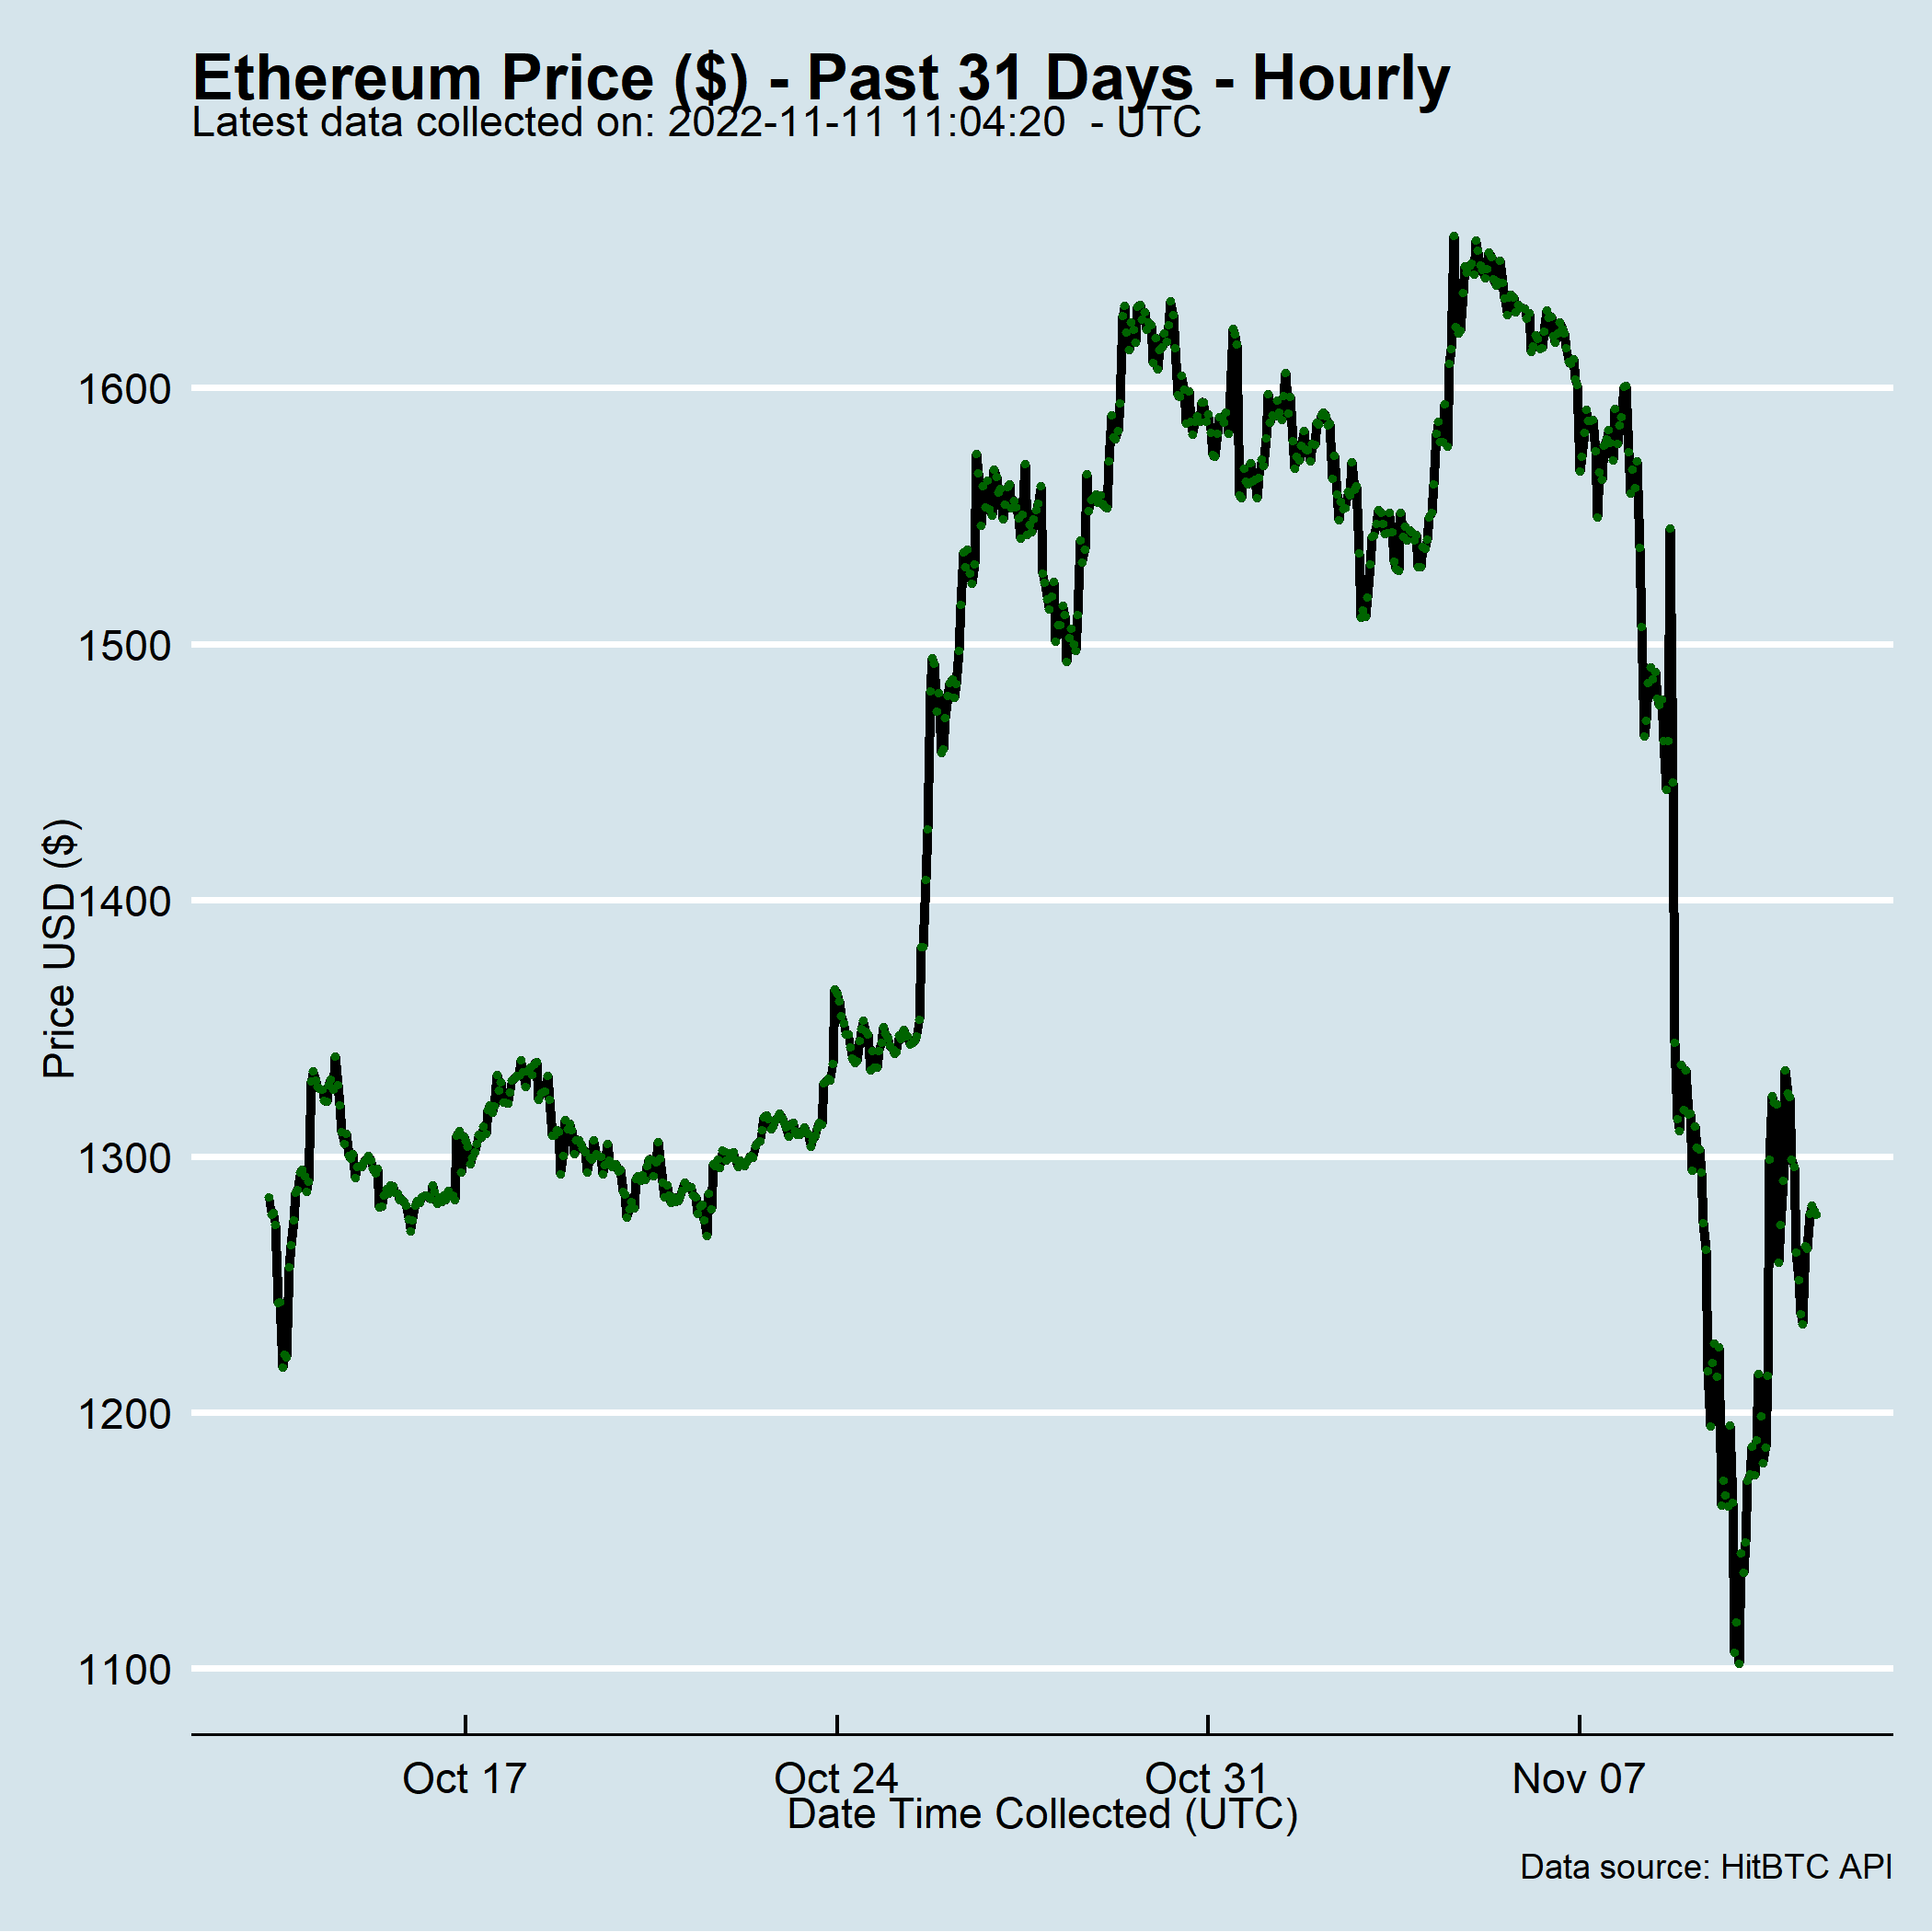 Ethereum Price ($) - Past 31 Days - Hourly
Latest data collected on: 2022-11-11 11:04:20  - UTC
1600
1500
1400
1300
1200
1100
Price USD ($)
Oct 17
Oct 24
Oct 31
Nov 07
Date Time Collected (UTC)
Data source: HitBTC API